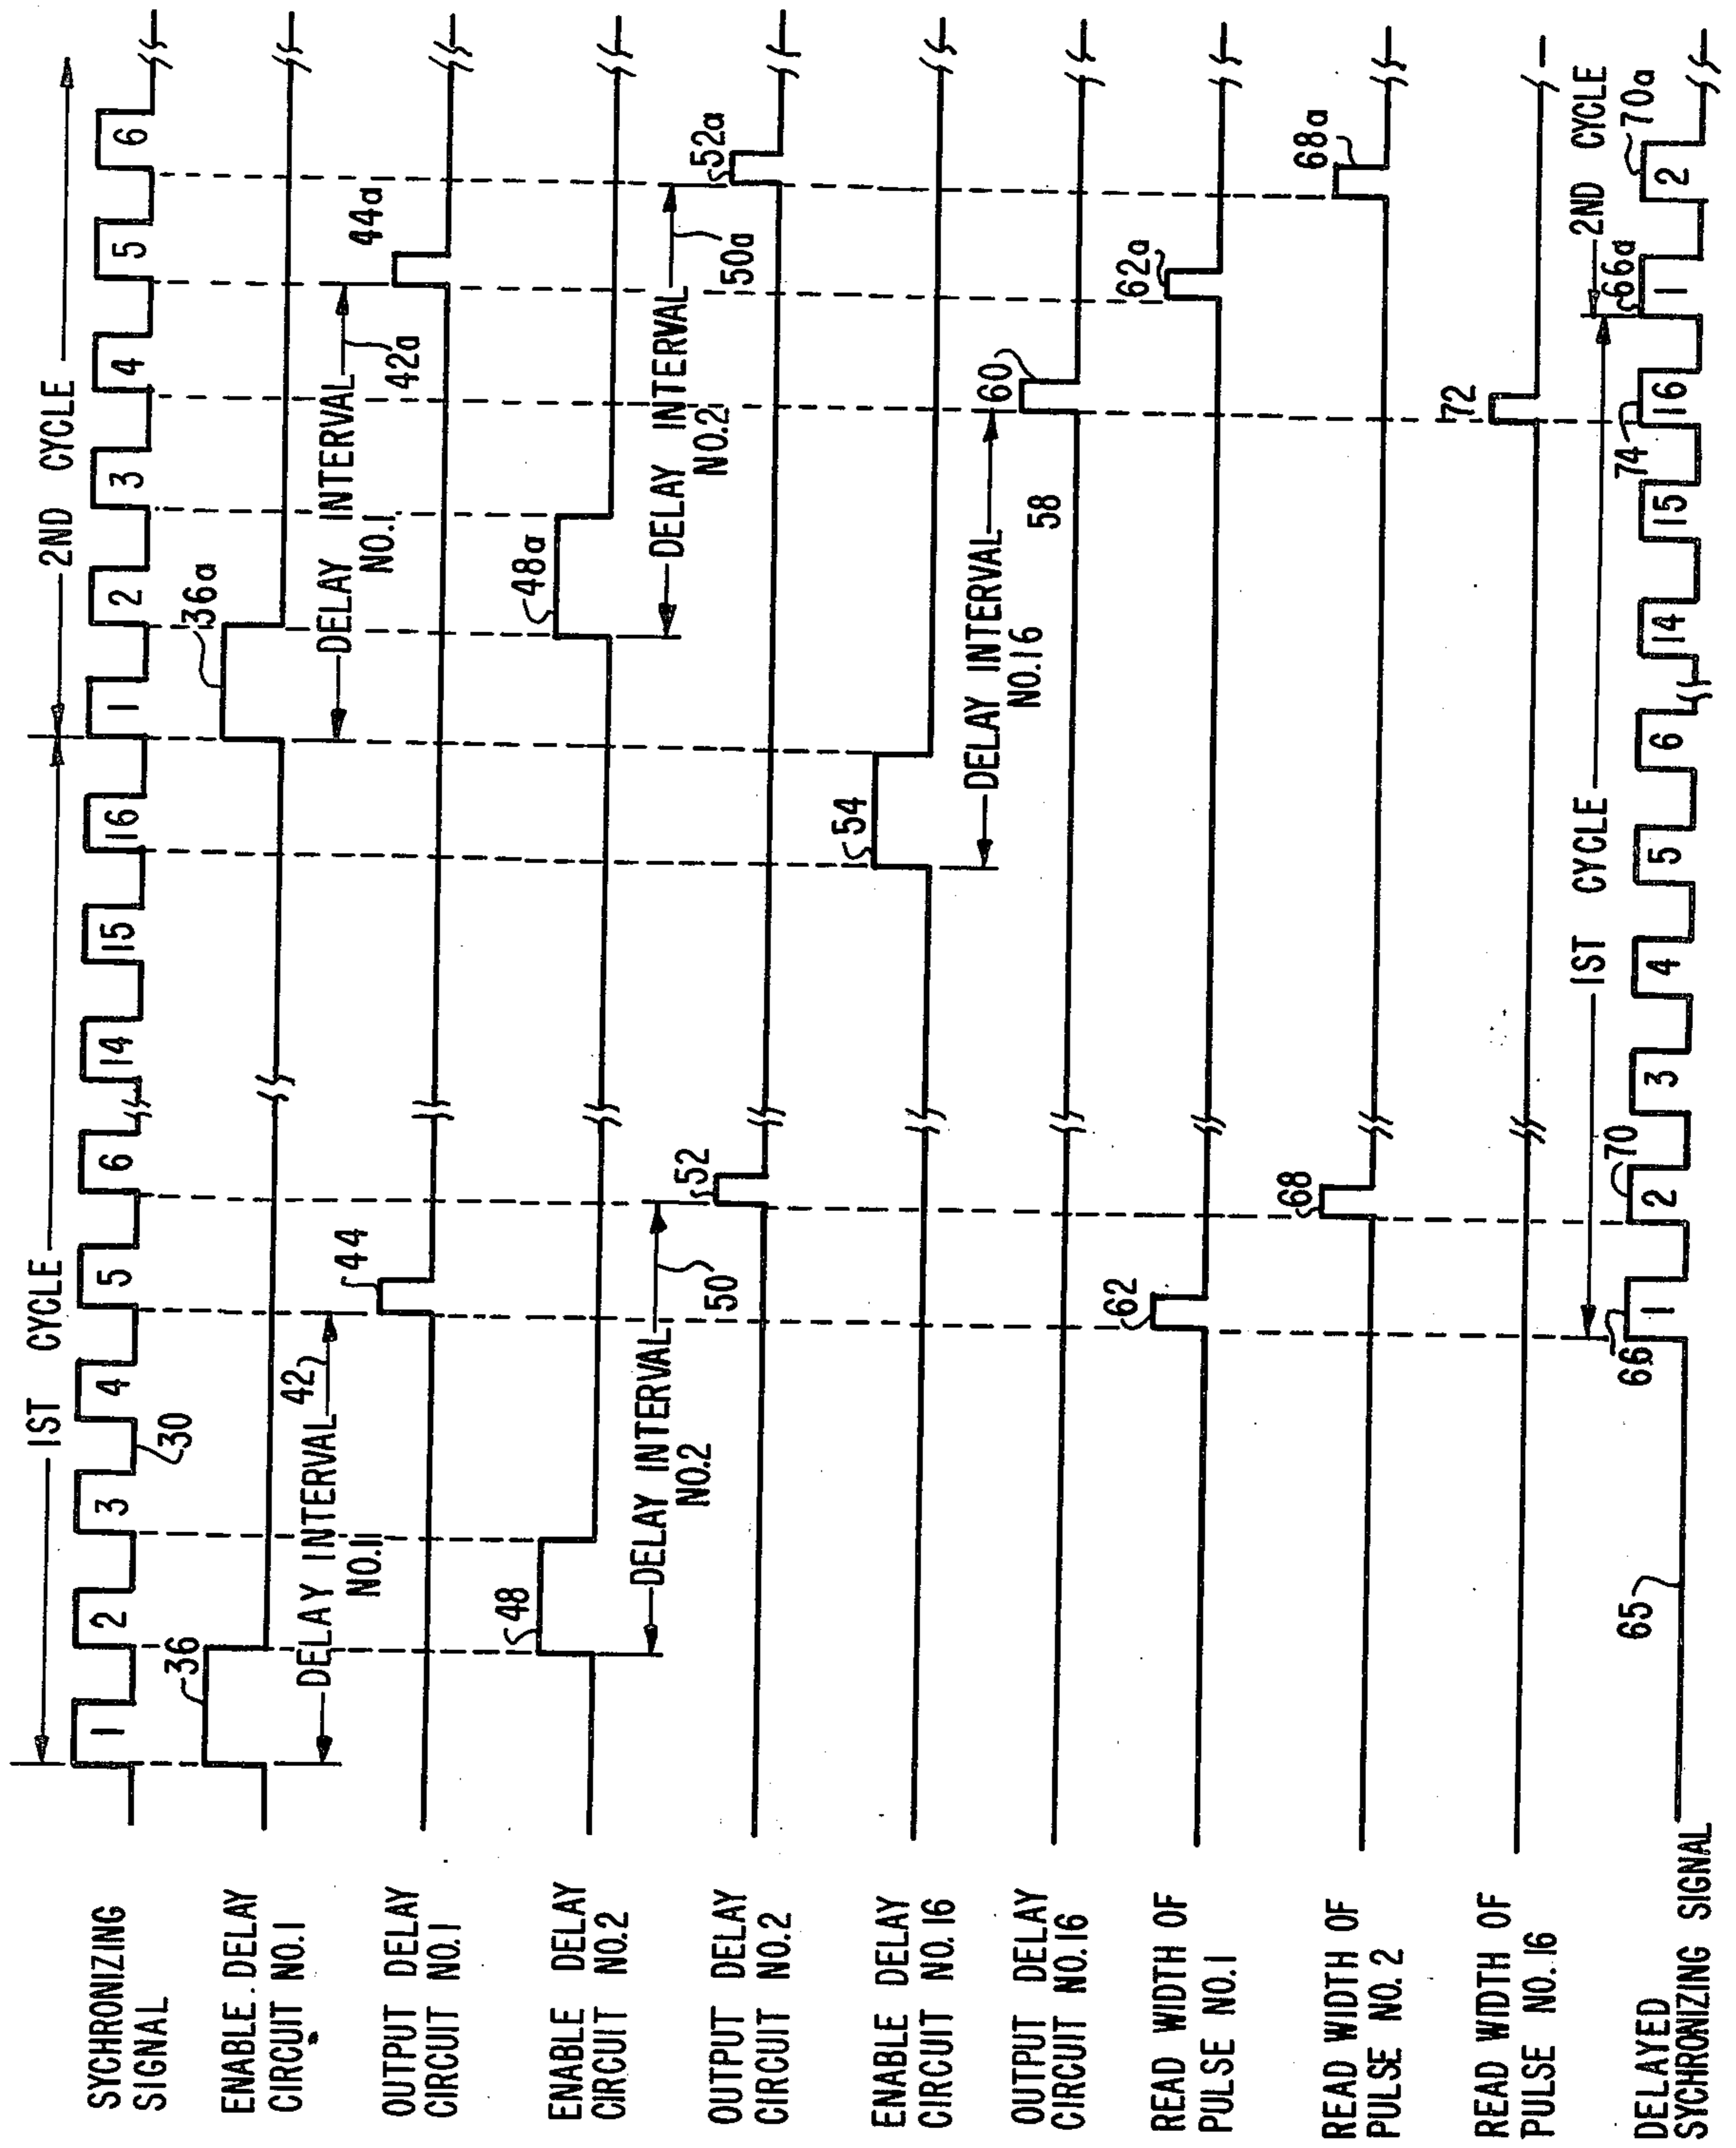 SYCHRONIZING
SIGNAL
1ST CYCLE
2ND CYCLE
1 2 3 4 5 6 14 15 16 1 2 3 4 5 6
30
ENABLE DELAY
CIRCUIT NO.1
36
36a
DELAY INTERVAL
NO.1
42
DELAY INTERVAL
NO.1
42a
OUTPUT DELAY
CIRCUIT NO.1
44
44a
ENABLE DELAY
CIRCUIT NO.2
48
48a
DELAY INTERVAL
NO.2
50
DELAY INTERVAL
NO.2
50a
OUTPUT DELAY
CIRCUIT NO.2
52
52a
ENABLE DELAY
CIRCUIT NO.16
54
DELAY INTERVAL
NO.16
58
OUTPUT DELAY
CIRCUIT NO.16
60
READ WIDTH OF
PULSE NO.1
62
62a
READ WIDTH OF
PULSE NO. 2
68
68a
READ WIDTH OF
PULSE NO.16
72
1ST CYCLE
2ND CYCLE
DELAYED
SYCHRONIZING SIGNAL
65
66
70
74
66a
70a
1 2 3 4 5 6 14 15 16 1 2